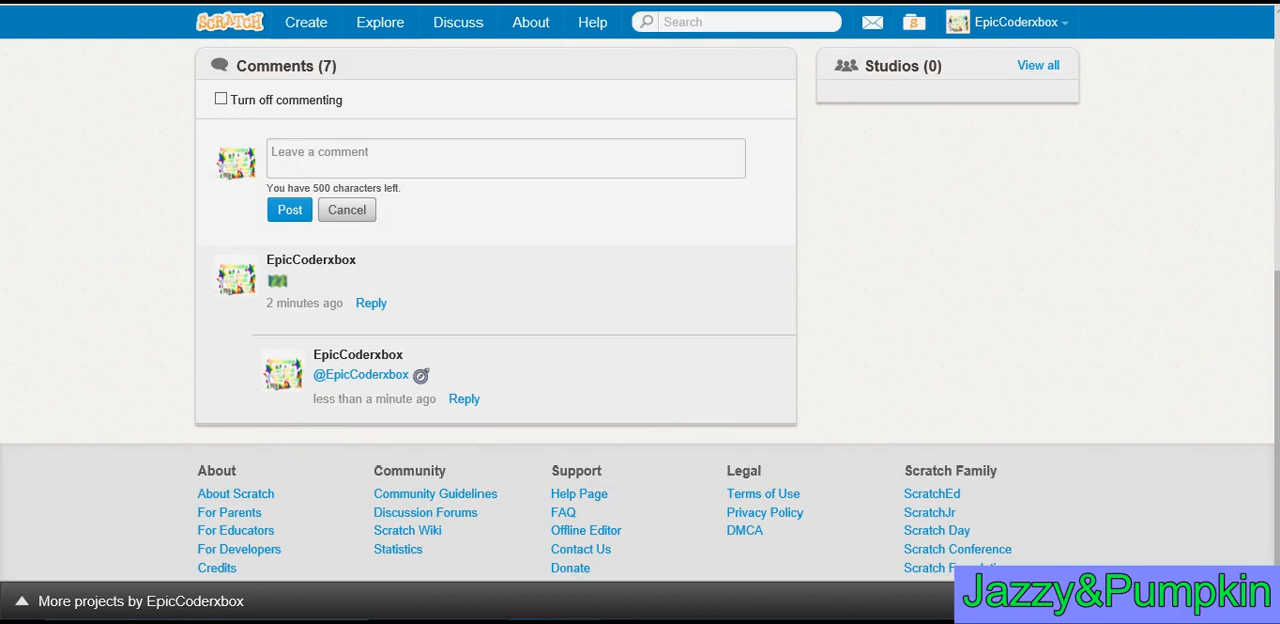 SCRATCH Create Explore Discuss About Help Search EpicCoderxbox
Comments (7)
Turn off commenting
Leave a comment
You have 500 characters left.
Post Cancel
EpicCoderxbox
2 minutes ago Reply
EpicCoderxbox
@EpicCoderxbox
less than a minute ago Reply
Studios (0) View all
About Community Support Legal Scratch Family
About Scratch Community Guidelines Help Page Terms of Use ScratchEd
For Parents Discussion Forums FAQ Privacy Policy ScratchJr
For Educators Scratch Wiki Offline Editor DMCA Scratch Day
For Developers Statistics Contact Us Scratch Conference
Credits Donate Scratch
More projects by EpicCoderxbox
Jazzy&Pumpkin